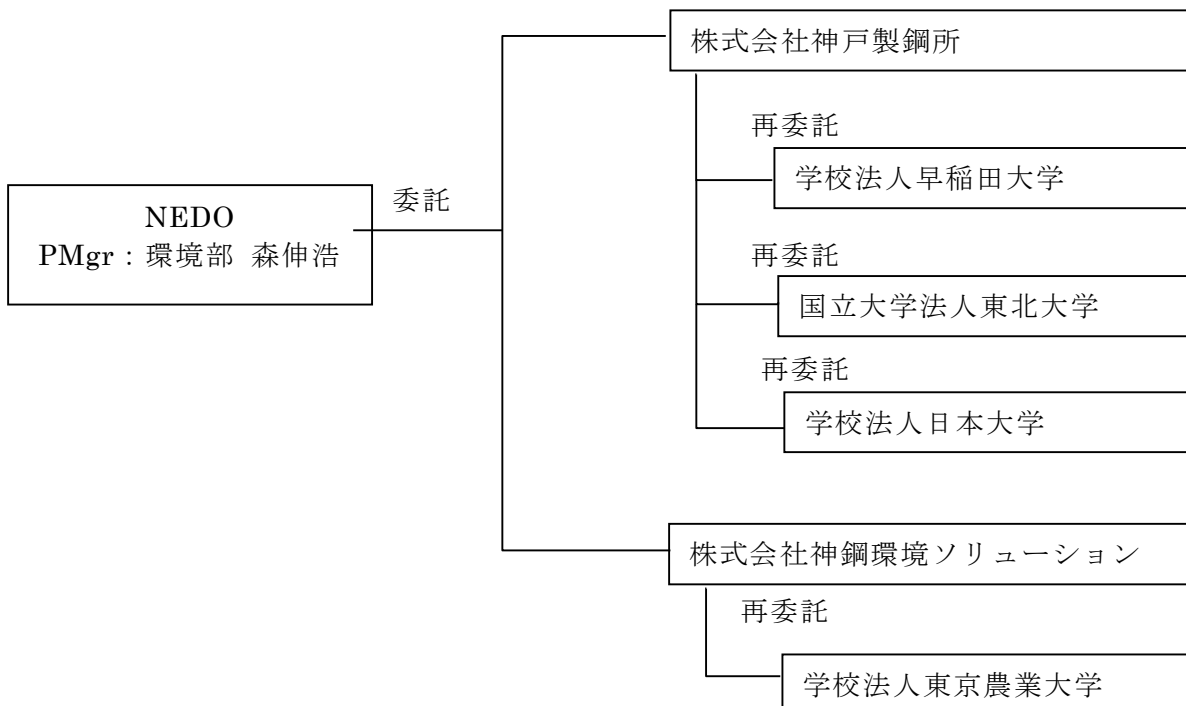 株式会社神戸製鋼所
再委託
学校法人早稲田大学
委託
NEDO
PMgr：環境部 森伸浩
再委託
国立大学法人東北大学
再委託
学校法人日本大学
株式会社神鋼環境ソリューション
再委託
学校法人東京農業大学